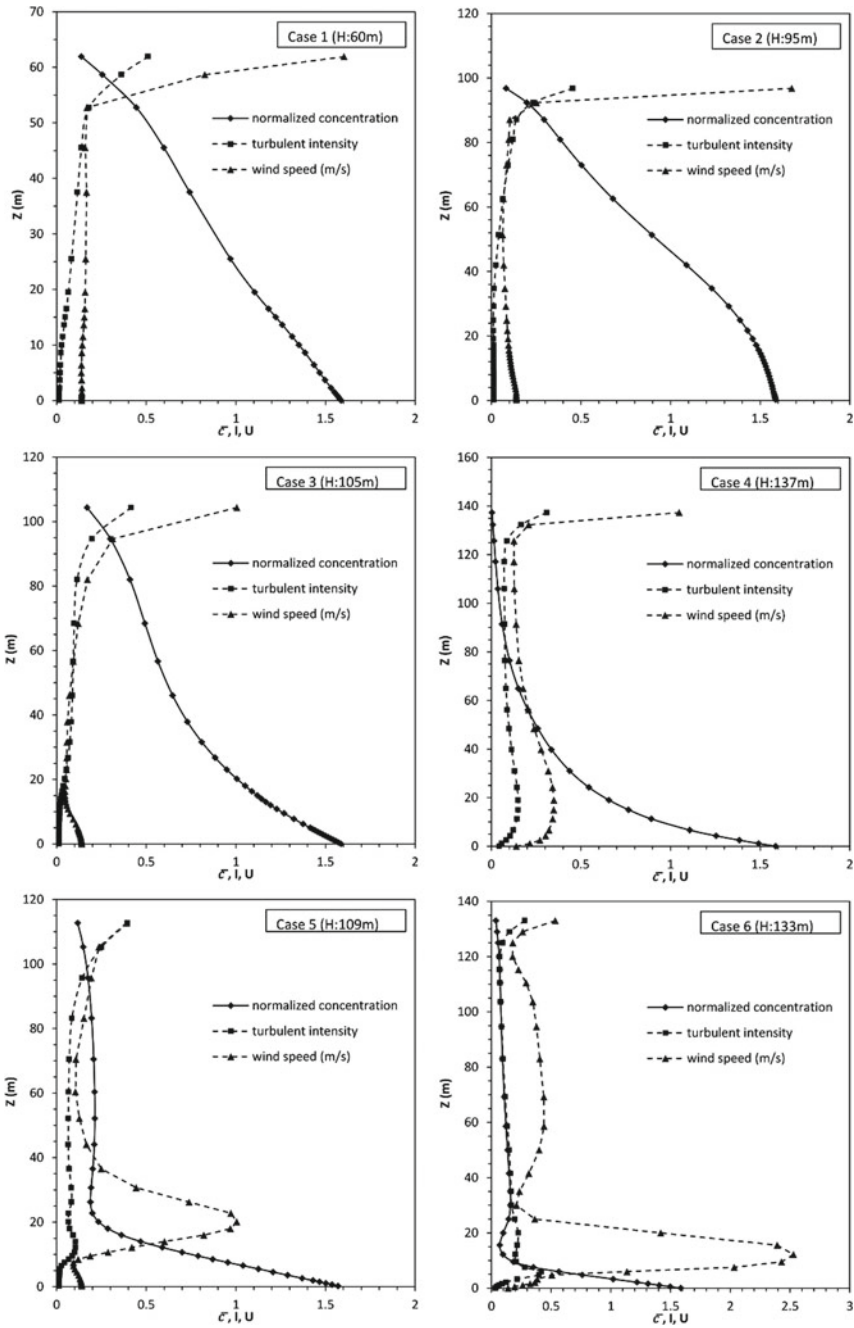 Case 1 (H:60m)
normalized concentration
turbulent intensity
wind speed (m/s)
Z (m)
70
60
50
40
30
20
10
0
0 0.5 1 1.5 2
c̄, I, U
Case 2 (H:95m)
normalized concentration
turbulent intensity
wind speed (m/s)
Z (m)
120
100
80
60
40
20
0
0 0.5 1 1.5 2
c̄, I, U
Case 3 (H:105m)
normalized concentration
turbulent intensity
wind speed (m/s)
Z (m)
120
100
80
60
40
20
0
0 0.5 1 1.5 2
c̄, I, U
Case 4 (H:137m)
normalized concentration
turbulent intensity
wind speed (m/s)
Z (m)
160
140
120
100
80
60
40
20
0
0 0.5 1 1.5 2
c̄, I, U
Case 5 (H:109m)
normalized concentration
turbulent intensity
wind speed (m/s)
Z (m)
120
100
80
60
40
20
0
0 0.5 1 1.5 2
c̄, I, U
Case 6 (H:133m)
normalized concentration
turbulent intensity
wind speed (m/s)
Z (m)
140
120
100
80
60
40
20
0
0 0.5 1 1.5 2 2.5 3
c̄, I, U